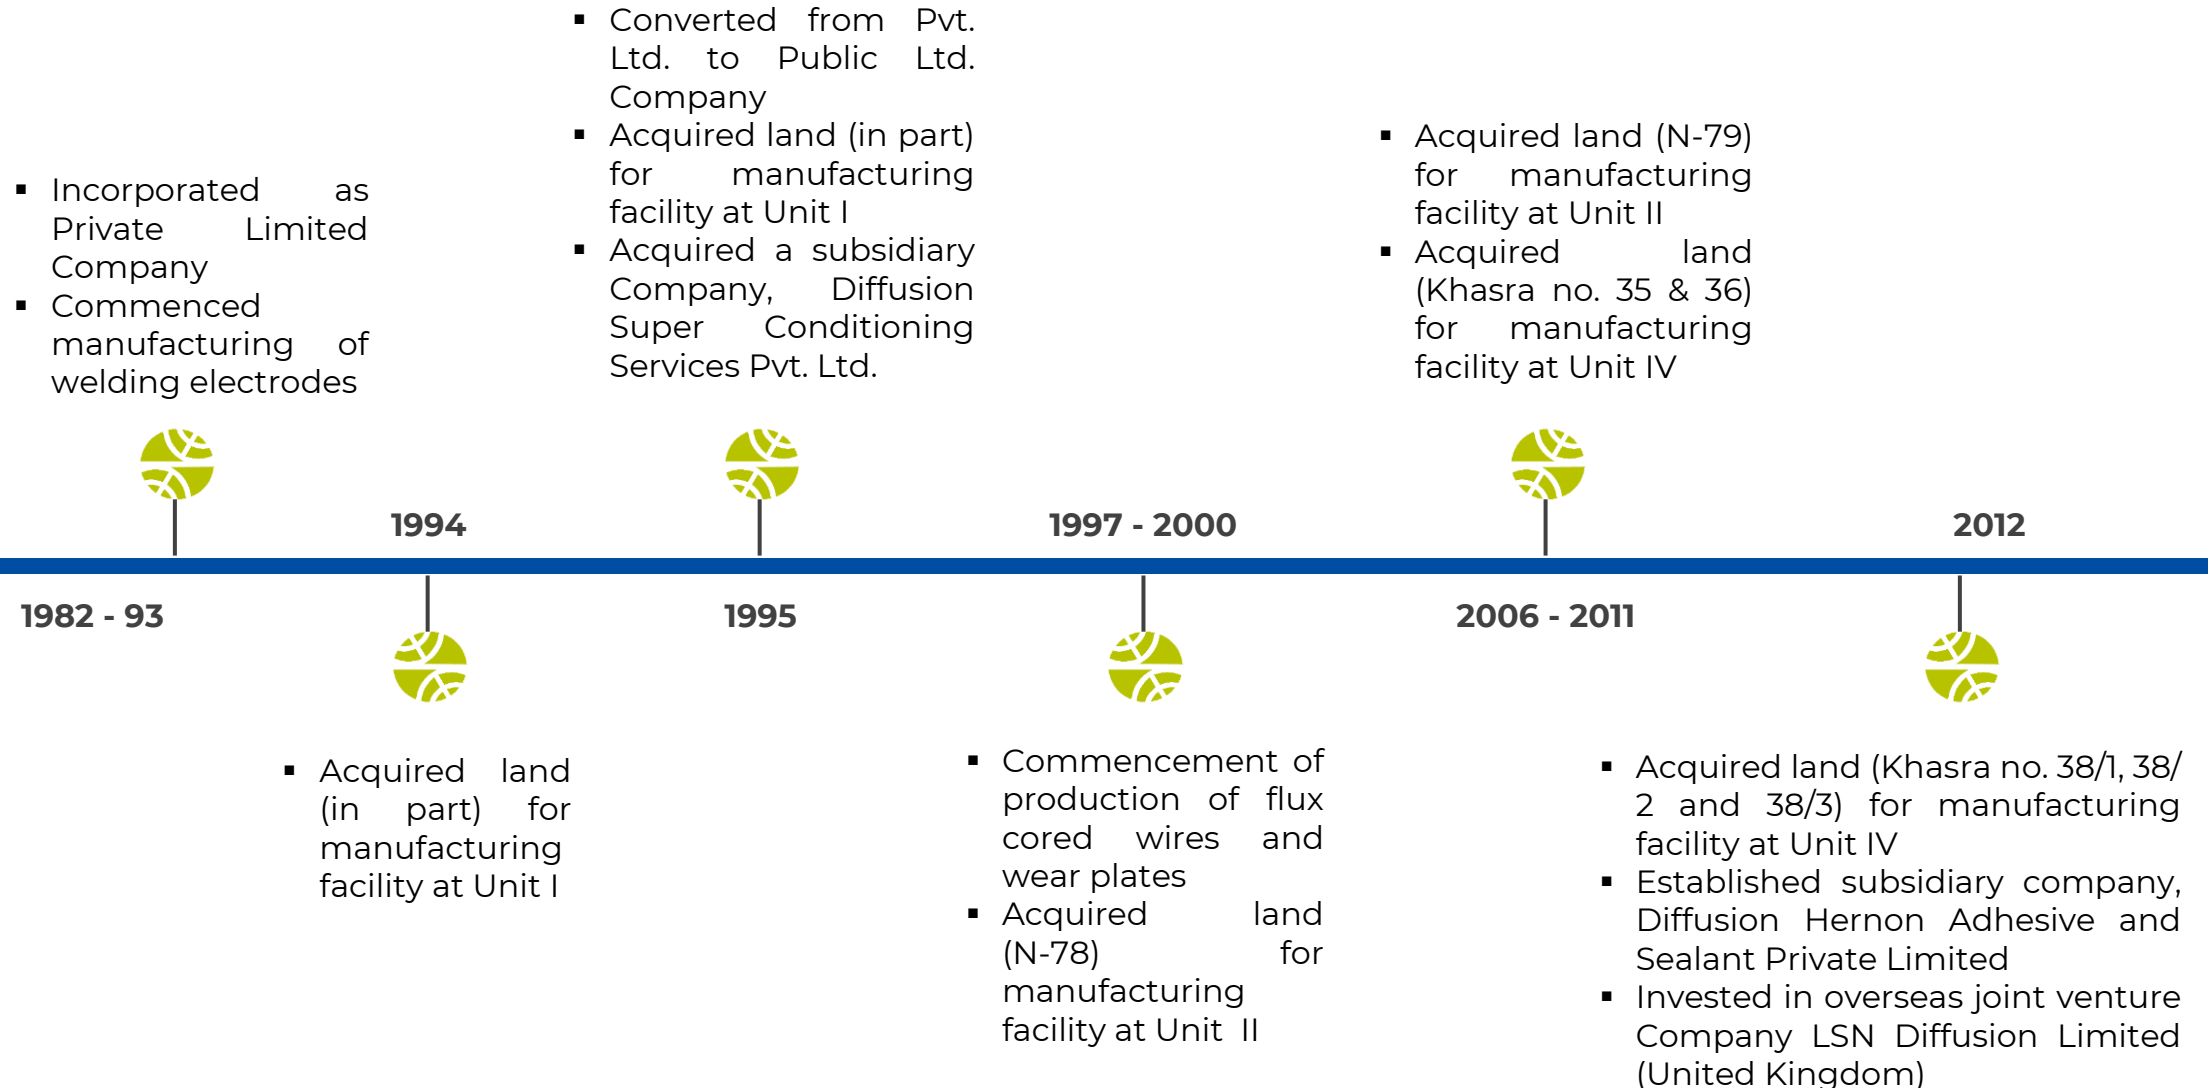 ▪ Incorporated as
Private Limited
Company
▪ Commenced
manufacturing of
welding electrodes
1982 - 93
1994
▪ Acquired land
(in part) for
manufacturing
facility at Unit I
▪ Converted from Pvt.
Ltd. to Public Ltd.
Company
▪ Acquired land (in part)
for manufacturing
facility at Unit I
▪ Acquired a subsidiary
Company, Diffusion
Super Conditioning
Services Pvt. Ltd.
1995
1997 - 2000
▪ Commencement of
production of flux
cored wires and
wear plates
▪ Acquired land
(N-78) for
manufacturing
facility at Unit II
▪ Acquired land (N-79)
for manufacturing
facility at Unit II
▪ Acquired land
(Khasra no. 35 & 36)
for manufacturing
facility at Unit IV
2006 - 2011
2012
▪ Acquired land (Khasra no. 38/1, 38/
2 and 38/3) for manufacturing
facility at Unit IV
▪ Established subsidiary company,
Diffusion Hernon Adhesive and
Sealant Private Limited
▪ Invested in overseas joint venture
Company LSN Diffusion Limited
(United Kingdom)